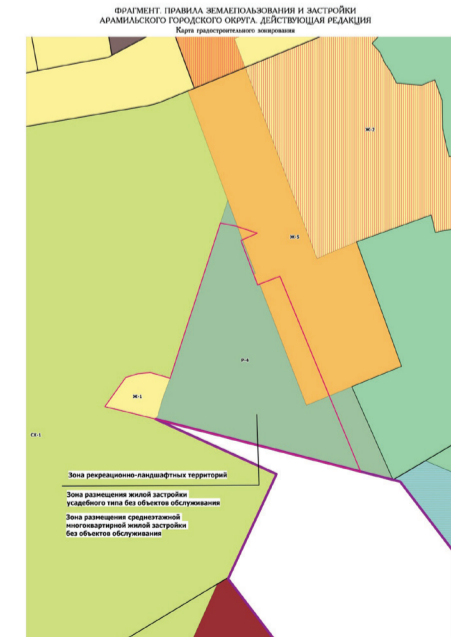 ФРАГМЕНТ. ПРАВИЛА ЗЕМЛЕПОЛЬЗОВАНИЯ И ЗАСТРОЙКИ
АРАМИЛЬСКОГО ГОРОДСКОГО ОКРУГА. ДЕЙСТВУЮЩАЯ РЕДАКЦИЯ
Карта градостроительного зонирования
Ж-2
Ж-3
Р-4
Ж-1
СХ-1
Зона рекреационно-ландшафтных территорий
Зона размещения жилой застройки
усадебного типа без объектов обслуживания
Зона размещения среднеэтажной
многоквартирной жилой застройки
без объектов обслуживания